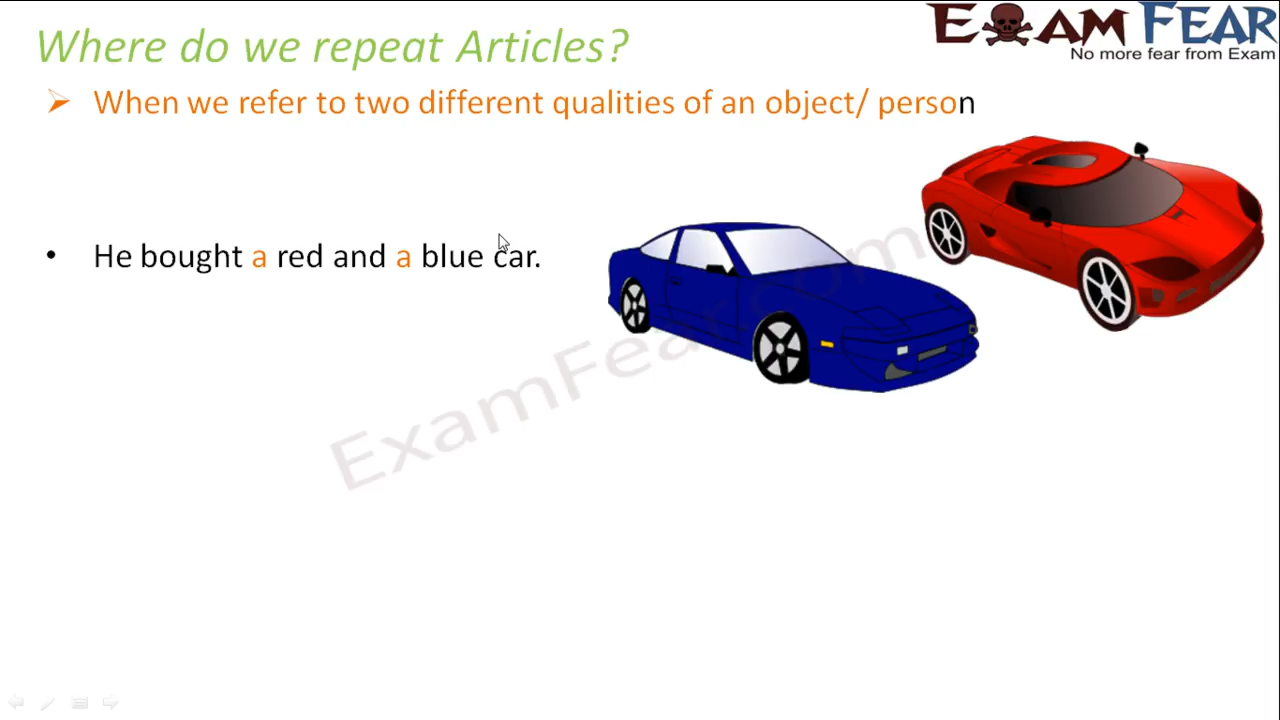 Where do we repeat Articles?
EXAM FEAR
No more fear from Exam
➢ When we refer to two different qualities of an object/ person
• He bought a red and a blue car.
ExamFear.com